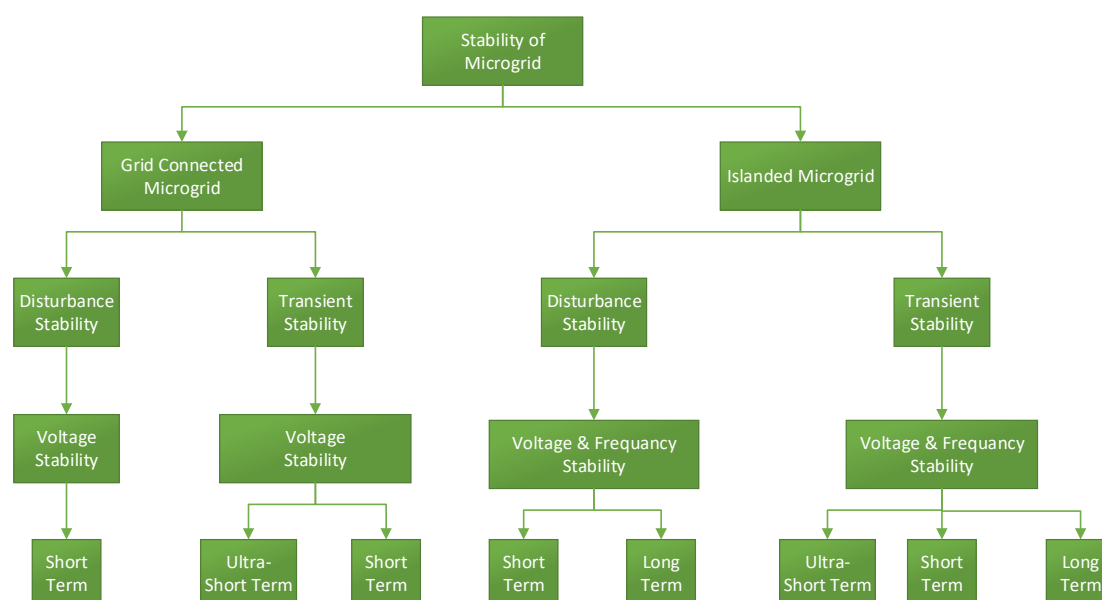 Stability of
Microgrid
Grid Connected
Microgrid
Islanded Microgrid
Disturbance
Stability
Transient
Stability
Disturbance
Stability
Transient
Stability
Voltage
Stability
Voltage
Stability
Voltage & Frequancy
Stability
Voltage & Frequancy
Stability
Short
Term
Ultra-
Short Term
Short
Term
Short
Term
Long
Term
Ultra-
Short Term
Short
Term
Long
Term